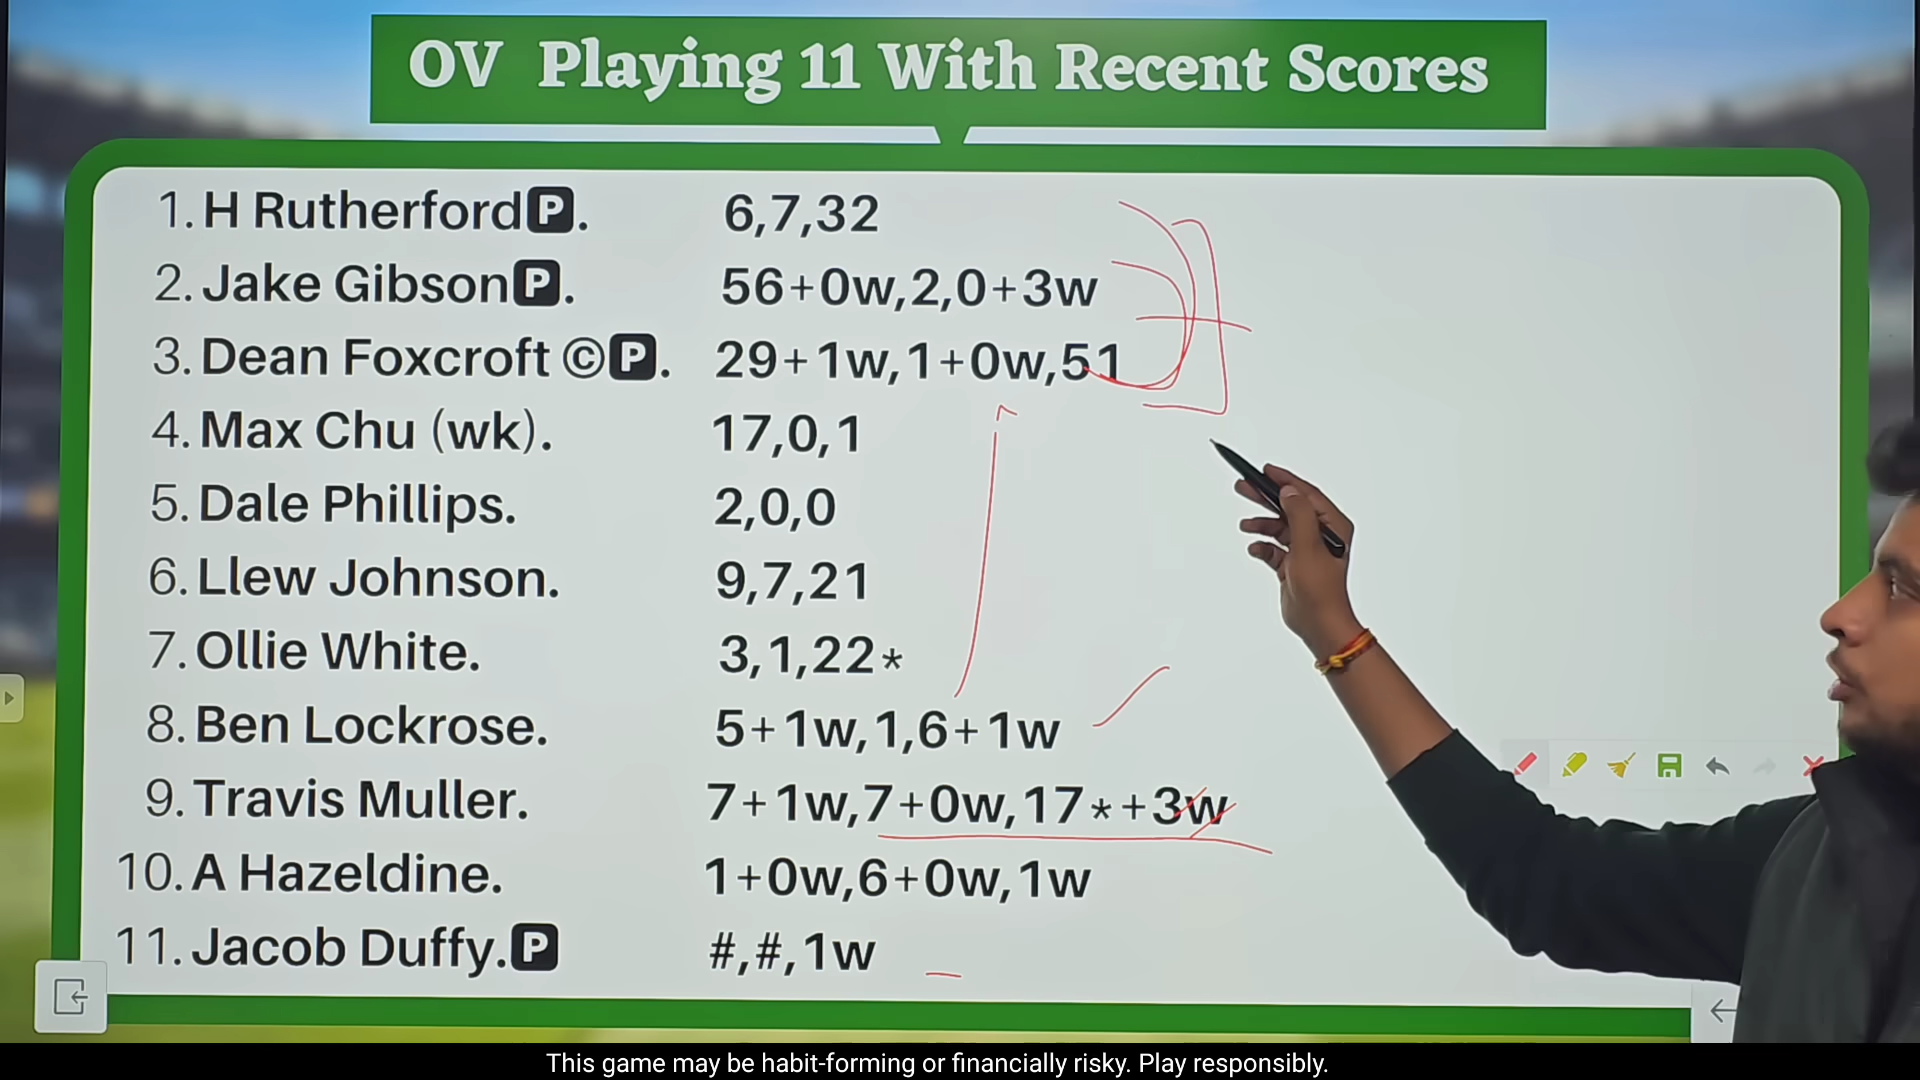 OV Playing 11 With Recent Scores
1. H Rutherford🅿. 6,7,32
2. Jake Gibson🅿. 56+0w,2,0+3w
3. Dean Foxcroft ©🅿. 29+1w,1+0w,51
4. Max Chu (wk). 17,0,1
5. Dale Phillips. 2,0,0
6. Llew Johnson. 9,7,21
7. Ollie White. 3,1,22*
8. Ben Lockrose. 5+1w,1,6+1w
9. Travis Muller. 7+1w,7+0w,17*+3w
10. A Hazeldine. 1+0w,6+0w,1w
11. Jacob Duffy.🅿 #,#,1w
This game may be habit-forming or financially risky. Play responsibly.